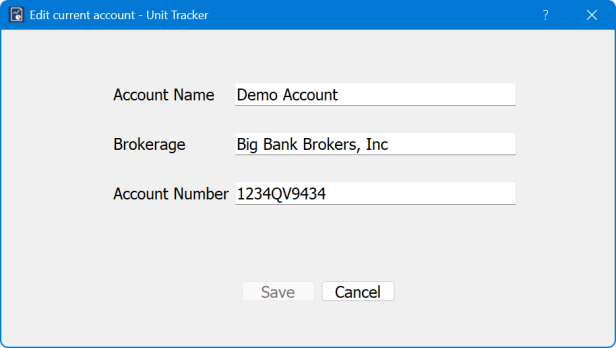 Edit current account - Unit Tracker ?
Account Name Demo Account
Brokerage Big Bank Brokers, Inc
Account Number 1234QV9434
Save Cancel